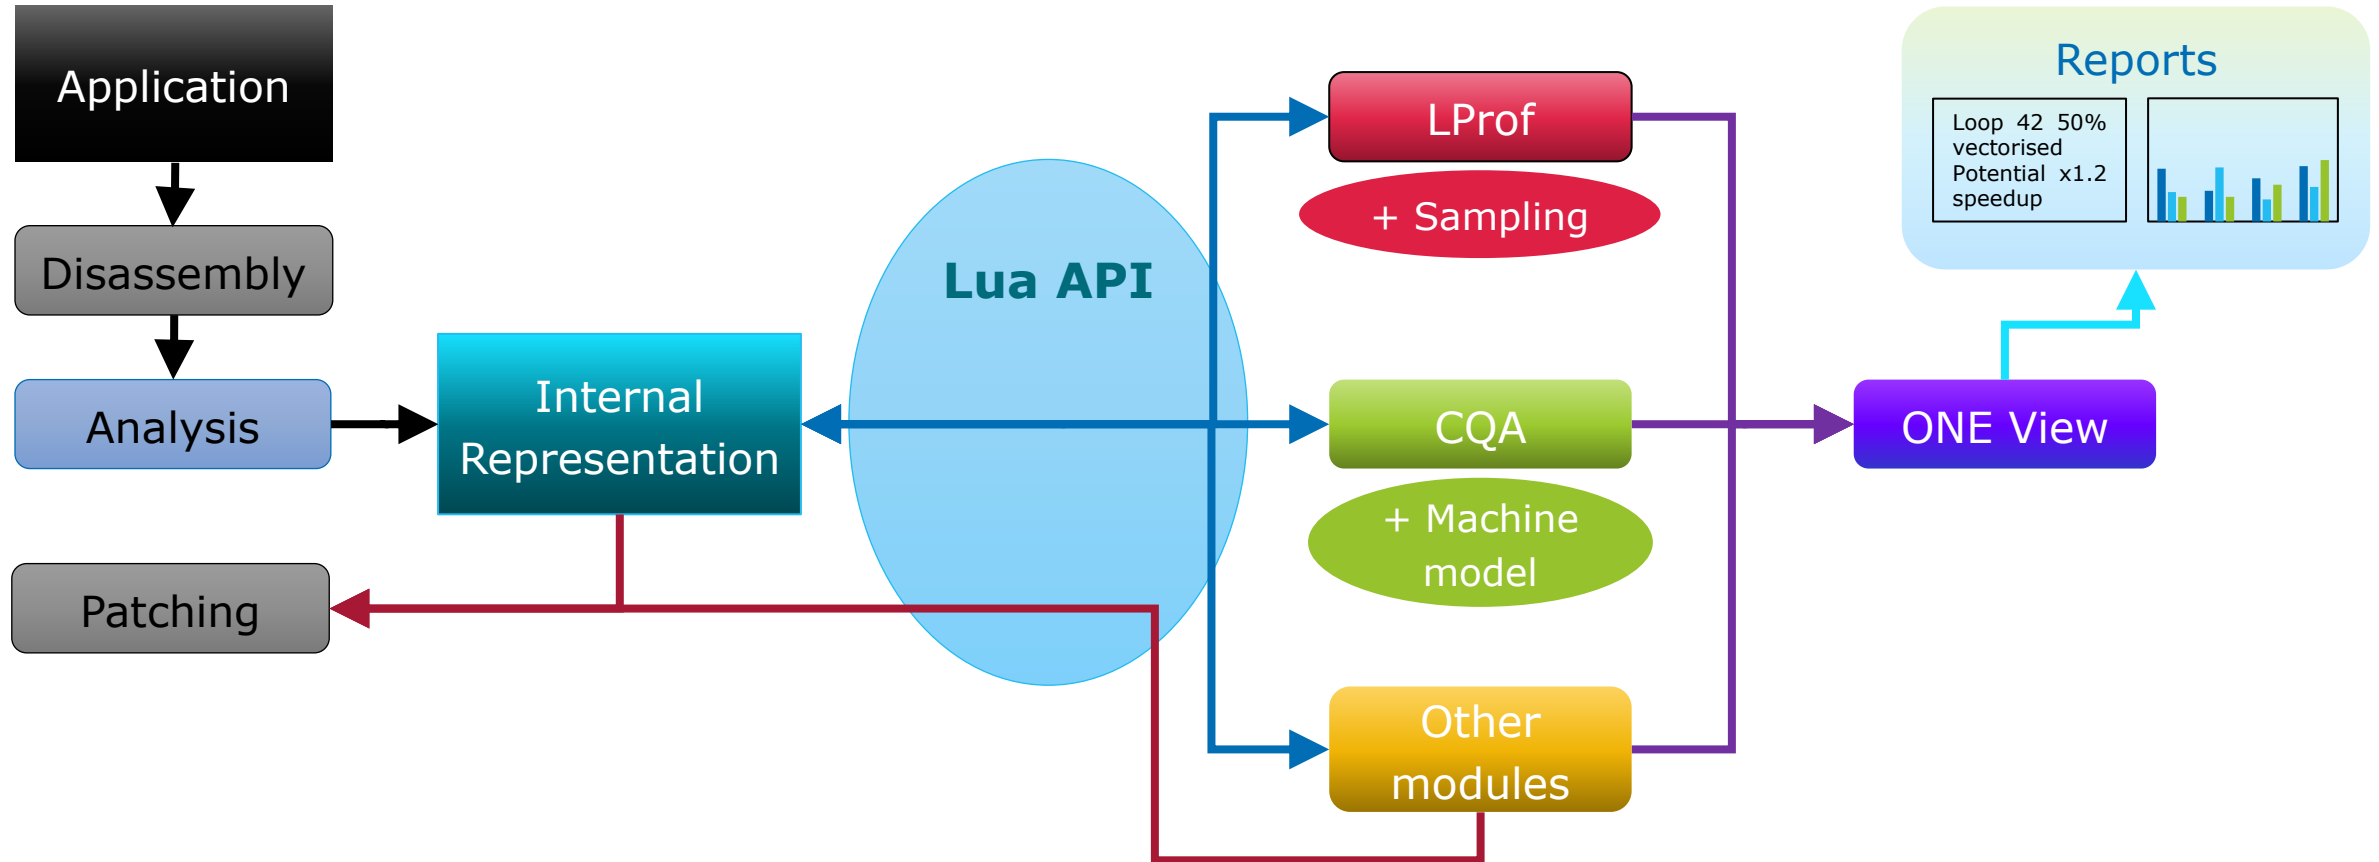 Application
Disassembly
Analysis
Patching
Internal
Representation
Lua API
LProf
+ Sampling
CQA
+ Machine
model
Other
modules
ONE View
Reports
Loop 42 50%
vectorised
Potential x1.2
speedup